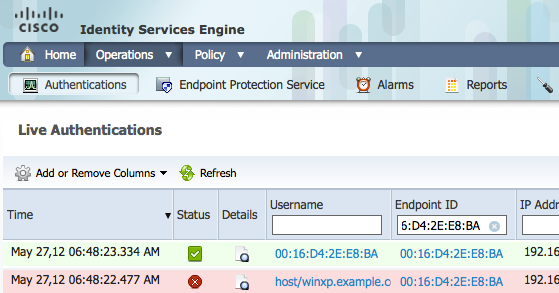 CISCO Identity Services Engine
Home Operations Policy Administration
Authentications Endpoint Protection Service Alarms Reports
Live Authentications
Add or Remove Columns Refresh
Time Status Details Username Endpoint ID IP Addr
6:D4:2E:E8:BA
May 27,12 06:48:23.334 AM 00:16:D4:2E:E8:BA 00:16:D4:2E:E8:BA 192.16
May 27,12 06:48:22.477 AM host/winxp.example.c 00:16:D4:2E:E8:BA 192.16